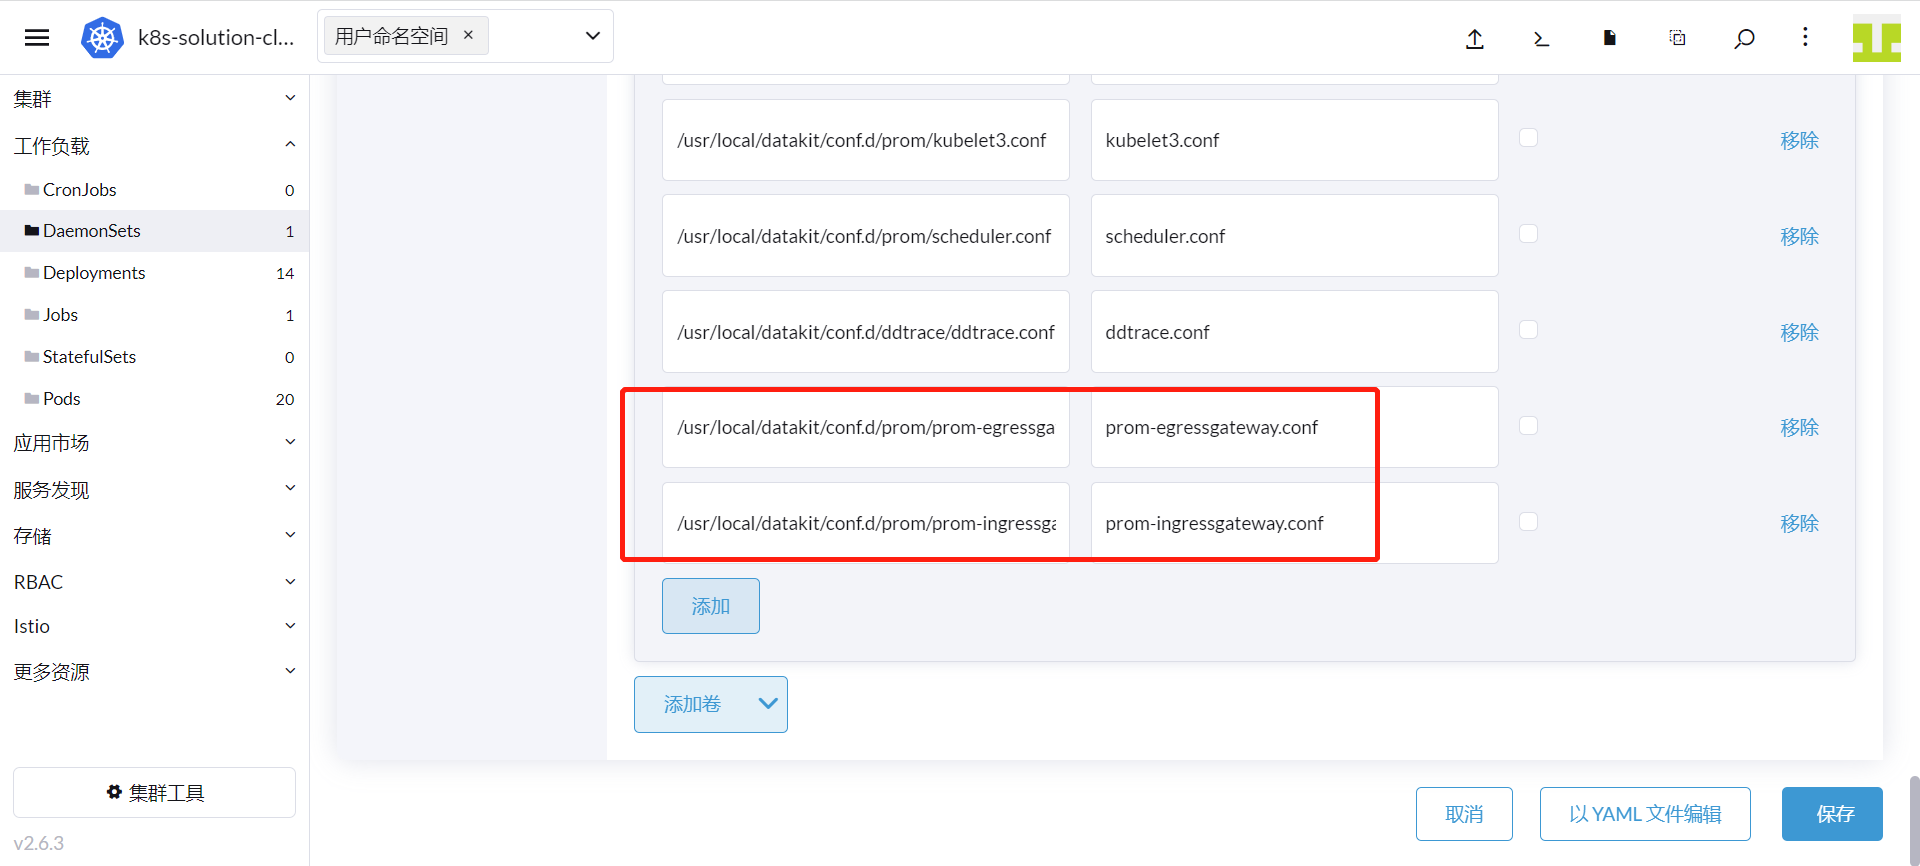 k8s-solution-cl...
用户命名空间 ×
集群
工作负载
CronJobs 0
DaemonSets 1
Deployments 14
Jobs 1
StatefulSets 0
Pods 20
应用市场
服务发现
存储
RBAC
Istio
更多资源
集群工具
v2.6.3
/usr/local/datakit/conf.d/prom/kubelet3.conf kubelet3.conf 移除
/usr/local/datakit/conf.d/prom/scheduler.conf scheduler.conf 移除
/usr/local/datakit/conf.d/ddtrace/ddtrace.conf ddtrace.conf 移除
/usr/local/datakit/conf.d/prom/prom-egressga prom-egressgateway.conf 移除
/usr/local/datakit/conf.d/prom/prom-ingressga prom-ingressgateway.conf 移除
添加
添加卷
取消 以 YAML 文件编辑 保存